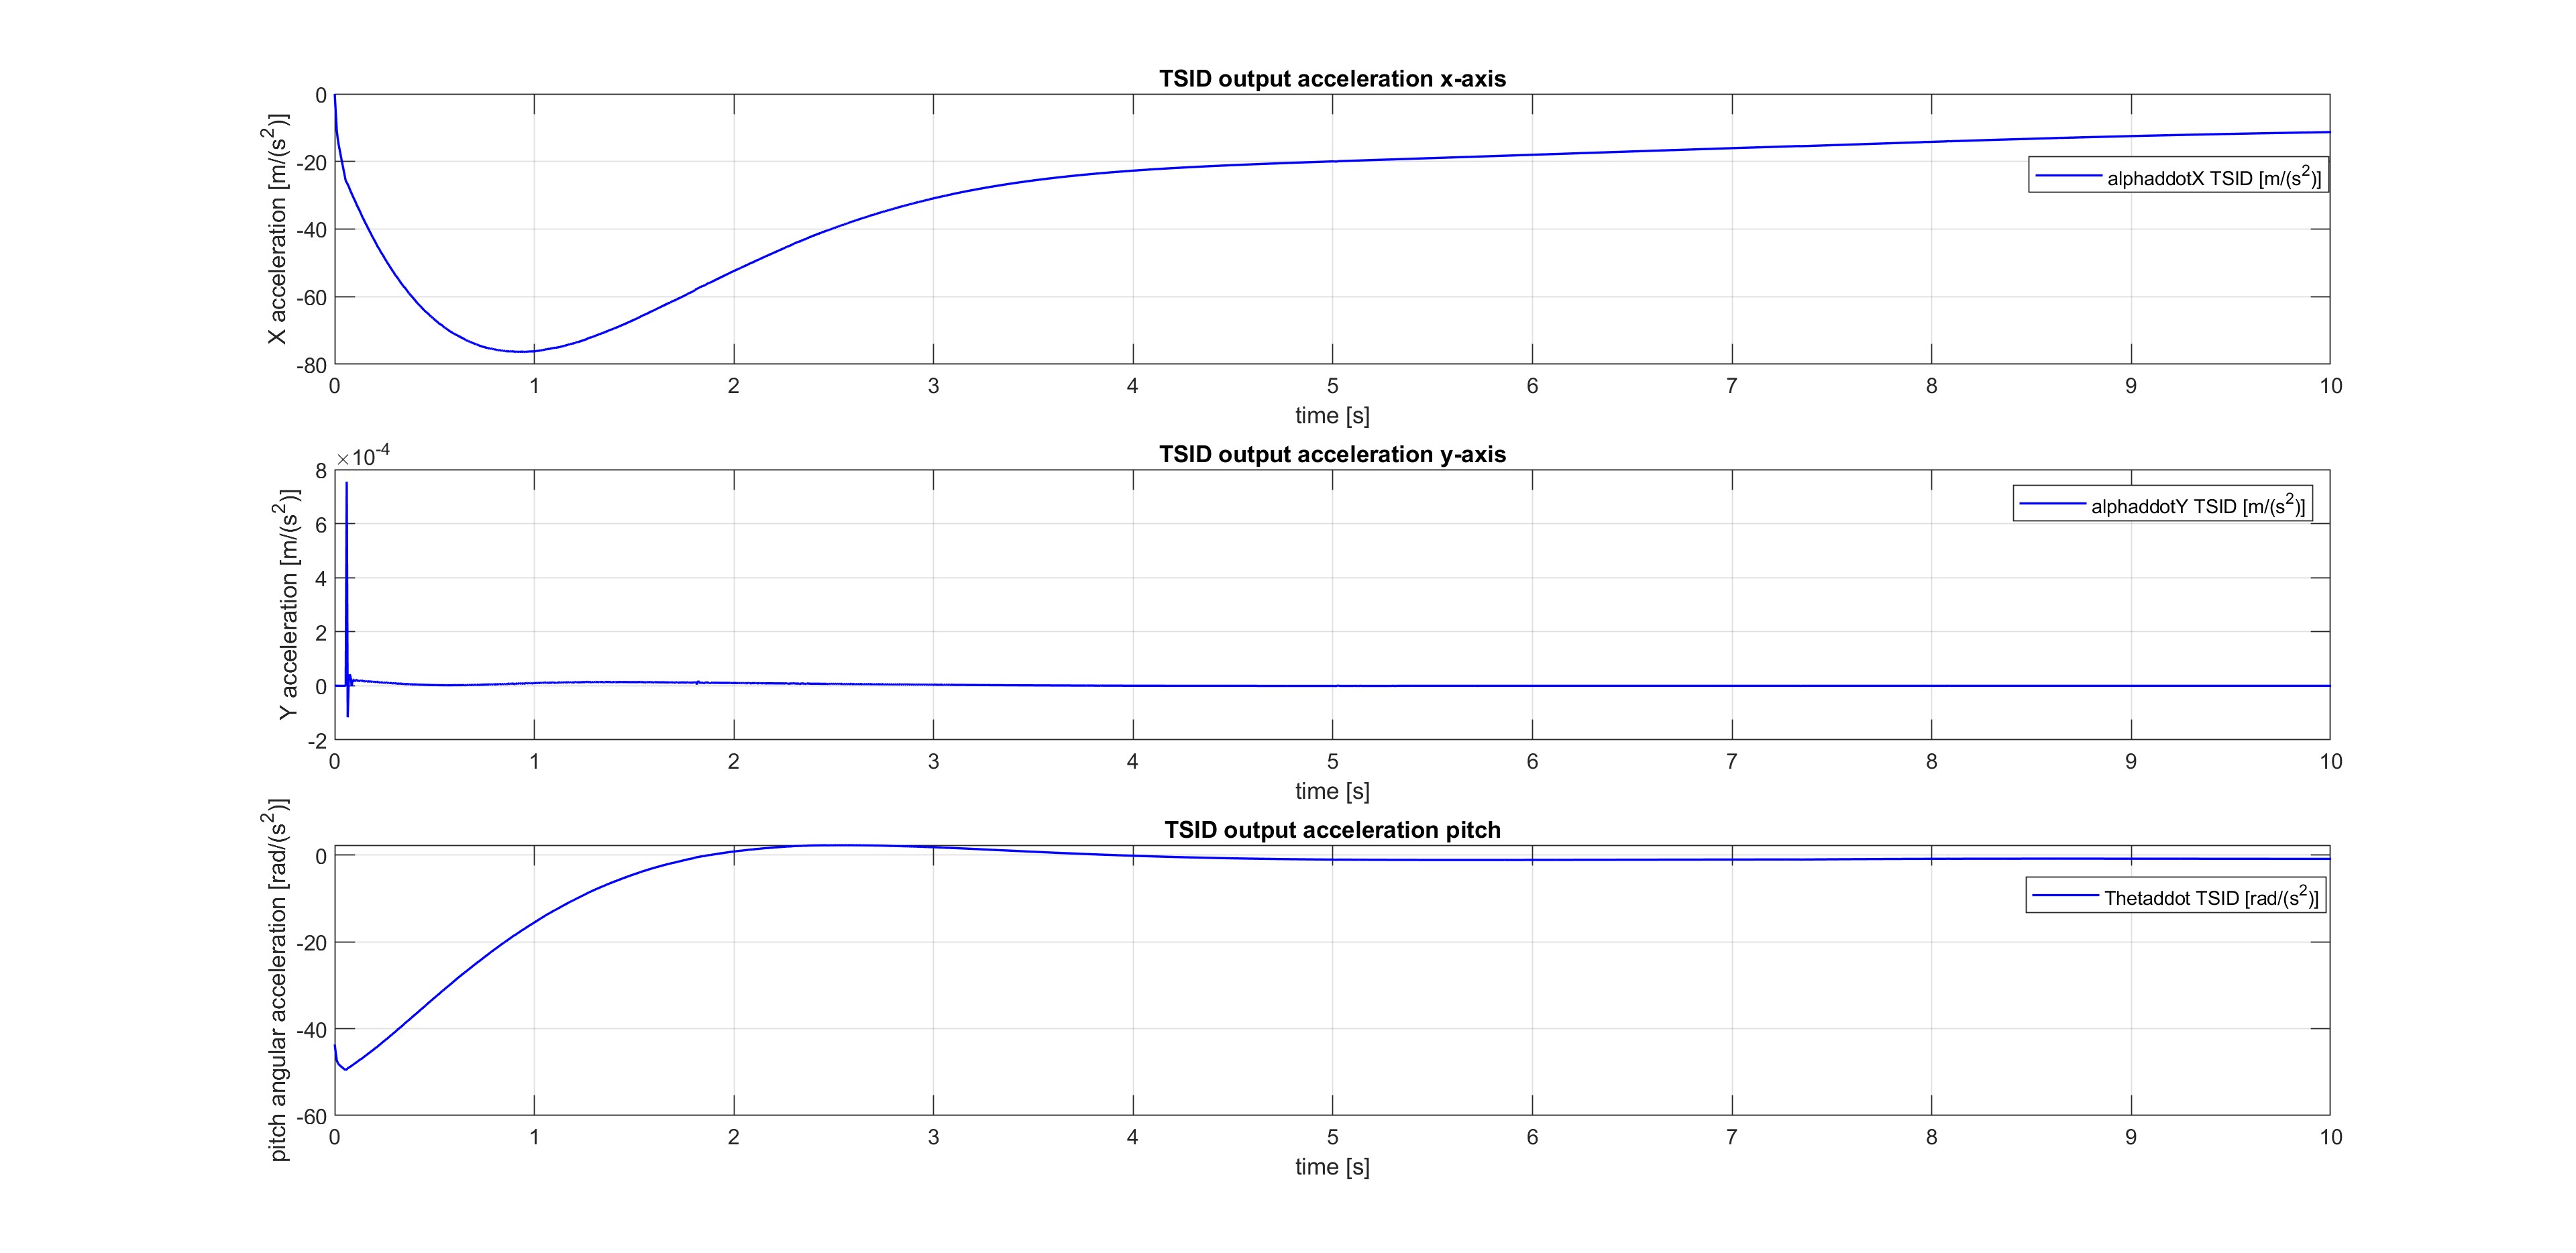 TSID output acceleration x-axis
X acceleration [m/(s²)]
0
-20
-40
-60
-80
alphaddotX TSID [m/(s²)]
0 1 2 3 4 5 6 7 8 9 10
time [s]
TSID output acceleration y-axis
×10⁻⁴
Y acceleration [m/(s²)]
8
6
4
2
0
-2
alphaddotY TSID [m/(s²)]
0 1 2 3 4 5 6 7 8 9 10
time [s]
TSID output acceleration pitch
pitch angular acceleration [rad/(s²)]
0
-20
-40
-60
Thetaddot TSID [rad/(s²)]
0 1 2 3 4 5 6 7 8 9 10
time [s]